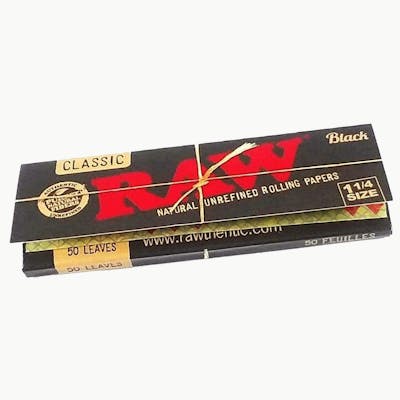 CLASSIC
Black
RAW
NATURAL UNREFINED ROLLING PAPERS
1 1/4
SIZE
AUTHENTIC
50 LEAVES
www.rawthentic.com
50 FEUILLES
50 LEAVES